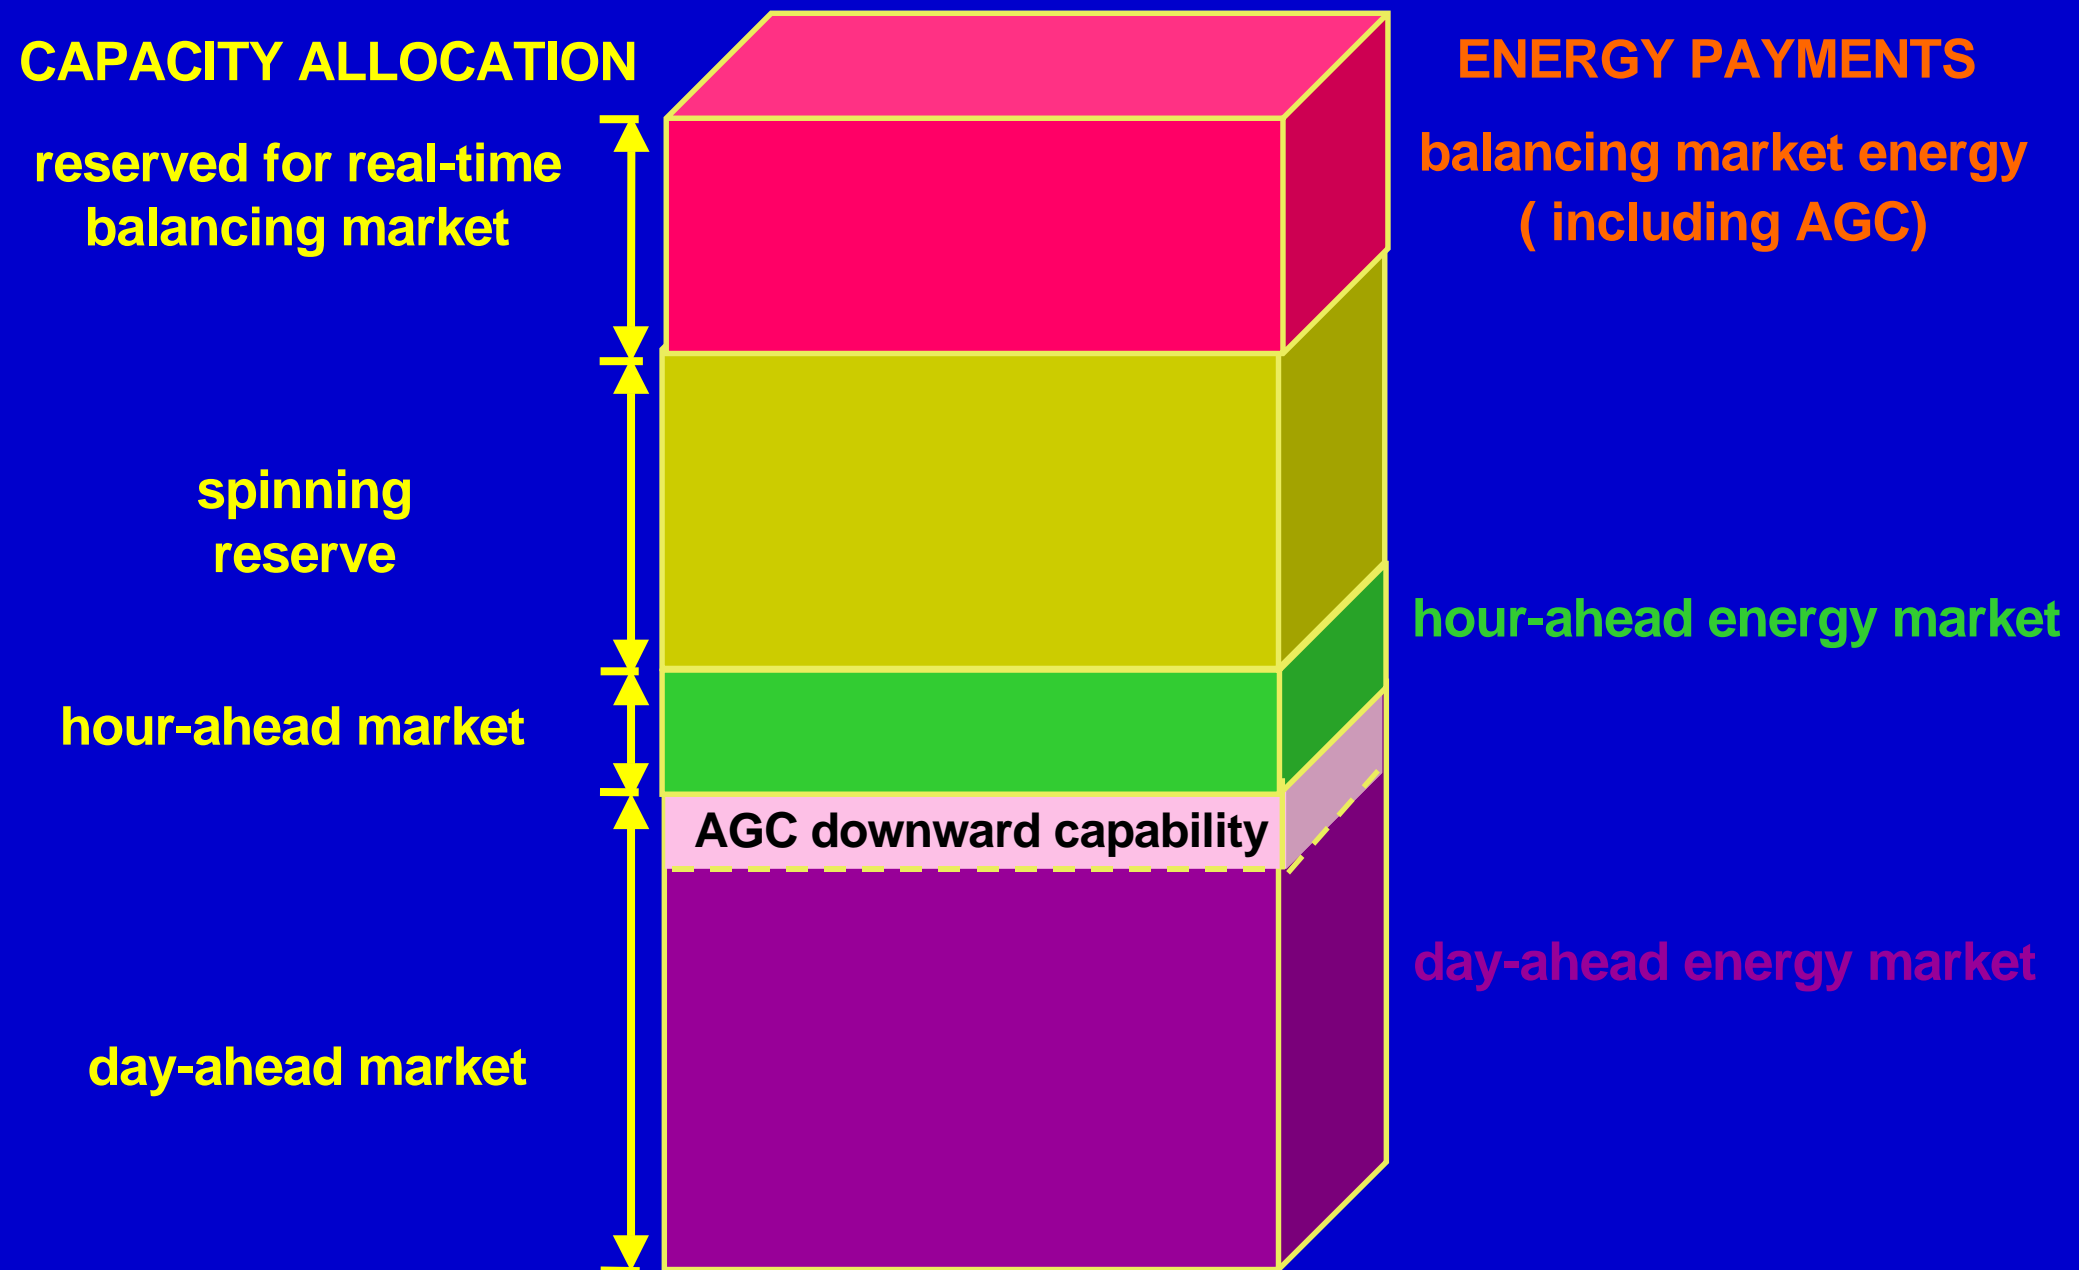 CAPACITY ALLOCATION
reserved for real-time
balancing market
spinning
reserve
hour-ahead market
day-ahead market
AGC downward capability
ENERGY PAYMENTS
balancing market energy
( including AGC)
hour-ahead energy market
day-ahead energy market